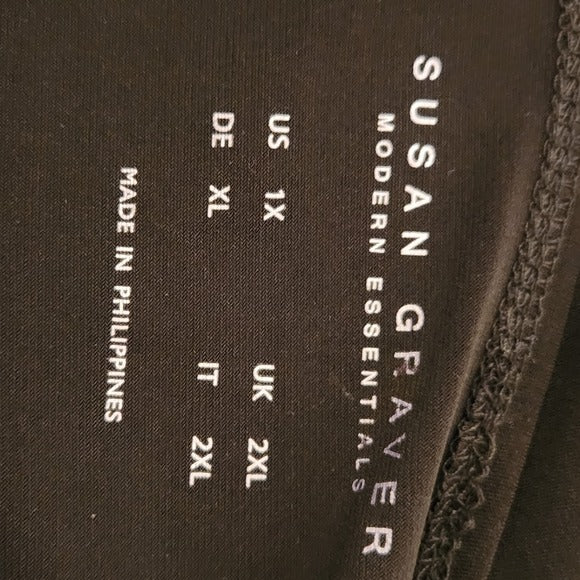 SUSAN GRAVER
MODERN ESSENTIALS
US 1X UK 2XL
DE XL IT 2XL
MADE IN PHILIPPINES